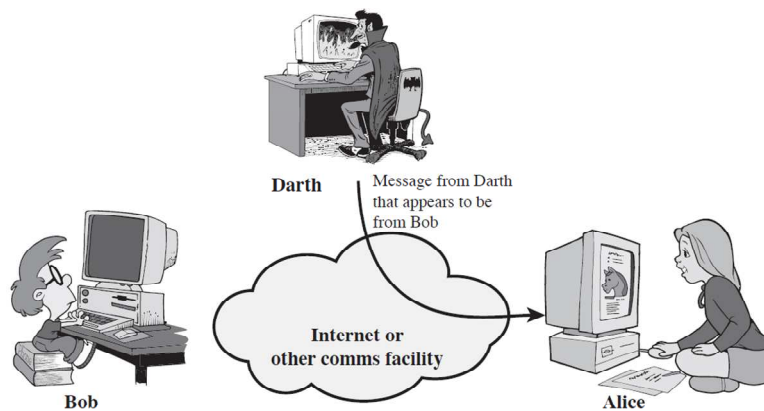 Darth
Message from Darth
that appears to be
from Bob
Internet or
other comms facility
Bob
Alice